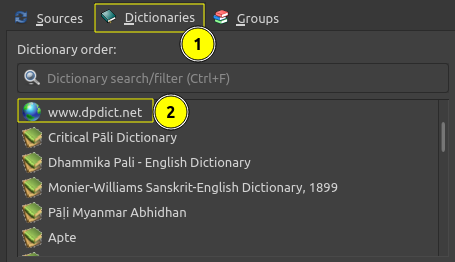 Sources Dictionaries Groups
1
Dictionary order:
Dictionary search/filter (Ctrl+F)
www.dpdict.net 2
Critical Pāli Dictionary
Dhammika Pali - English Dictionary
Monier-Williams Sanskrit-English Dictionary, 1899
Pāḷi Myanmar Abhidhan
Apte